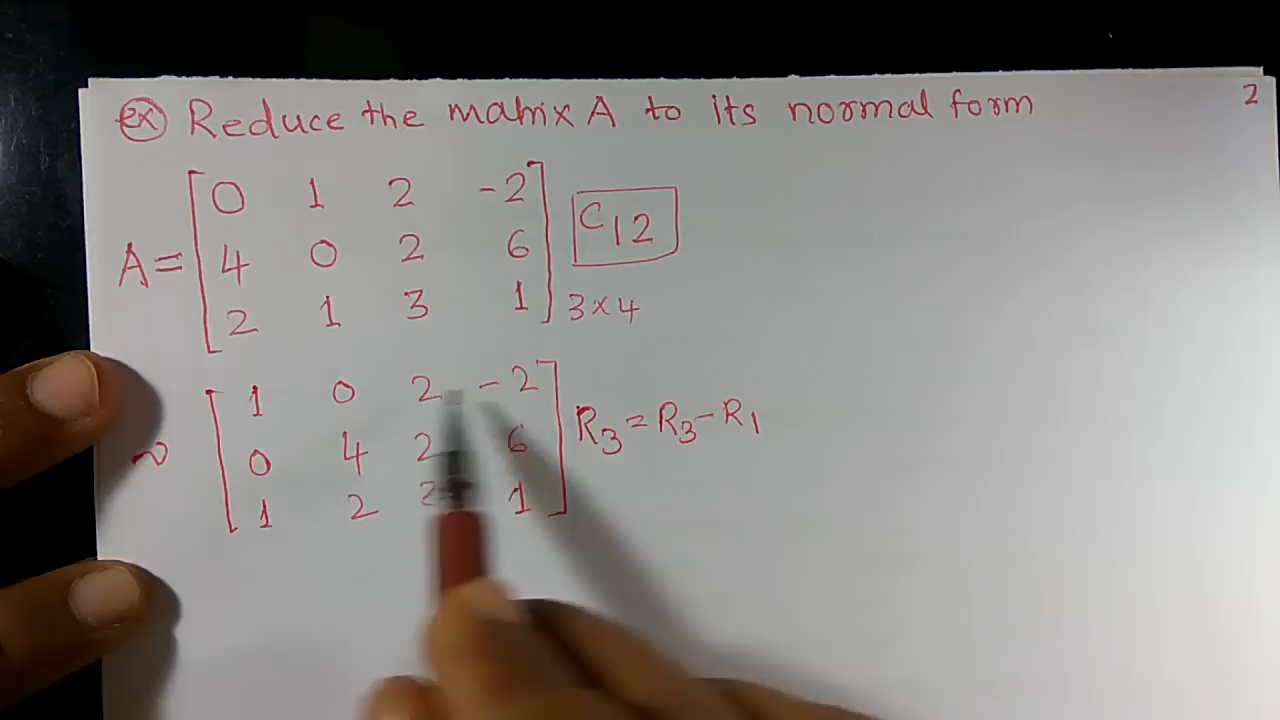 ex Reduce the matrix A to its normal form 2
A = [ 0 1 2 -2
4 0 2 6
2 1 3 1 ] 3×4 C12
~ [ 1 0 2 -2
0 4 2 6
1 2 1 ] R3 = R3 - R1